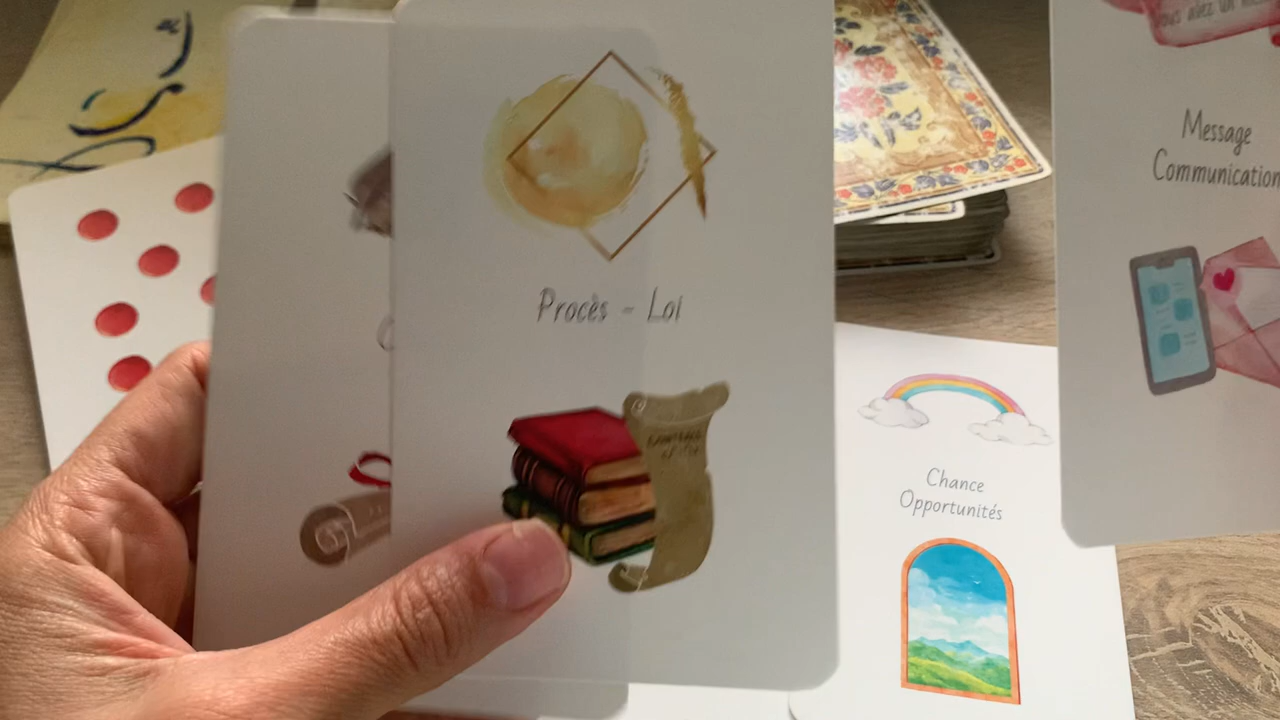 Procès - Loi
Message
Communication
Chance
Opportunités